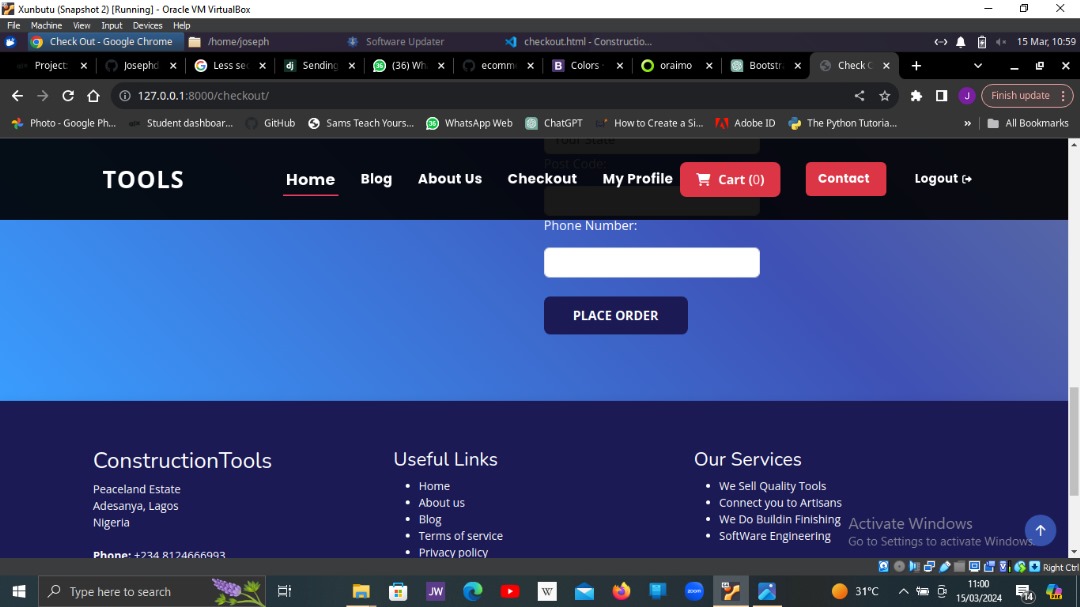 Xunbutu (Snapshot 2) [Running] - Oracle VM VirtualBox
File Machine View Input Devices Help
Check Out - Google Chrome /home/joseph Software Updater checkout.html - Constructio... 15 Mar, 10:59
Project: Josephd Less sec Sending (36) Wh ecomm Colors · oraimo Bootstr Check O
127.0.0.1:8000/checkout/ J Finish update
Photo - Google Ph... Student dashboar... GitHub Sams Teach Yours... WhatsApp Web ChatGPT How to Create a Si... Adobe ID The Python Tutoria... » All Bookmarks
Your State
Post Code:
TOOLS Home Blog About Us Checkout My Profile Cart (0) Contact Logout
Phone Number:
PLACE ORDER
ConstructionTools
Peaceland Estate
Adesanya, Lagos
Nigeria
Phone: +234 8124666993
Useful Links
Home
About us
Blog
Terms of service
Privacy policy
Our Services
We Sell Quality Tools
Connect you to Artisans
We Do Buildin Finishing
SoftWare Engineering
Activate Windows
Go to Settings to activate Windows.
Right Ctrl
Type here to search JW W zoom 31°C 11:00
15/03/2024 14